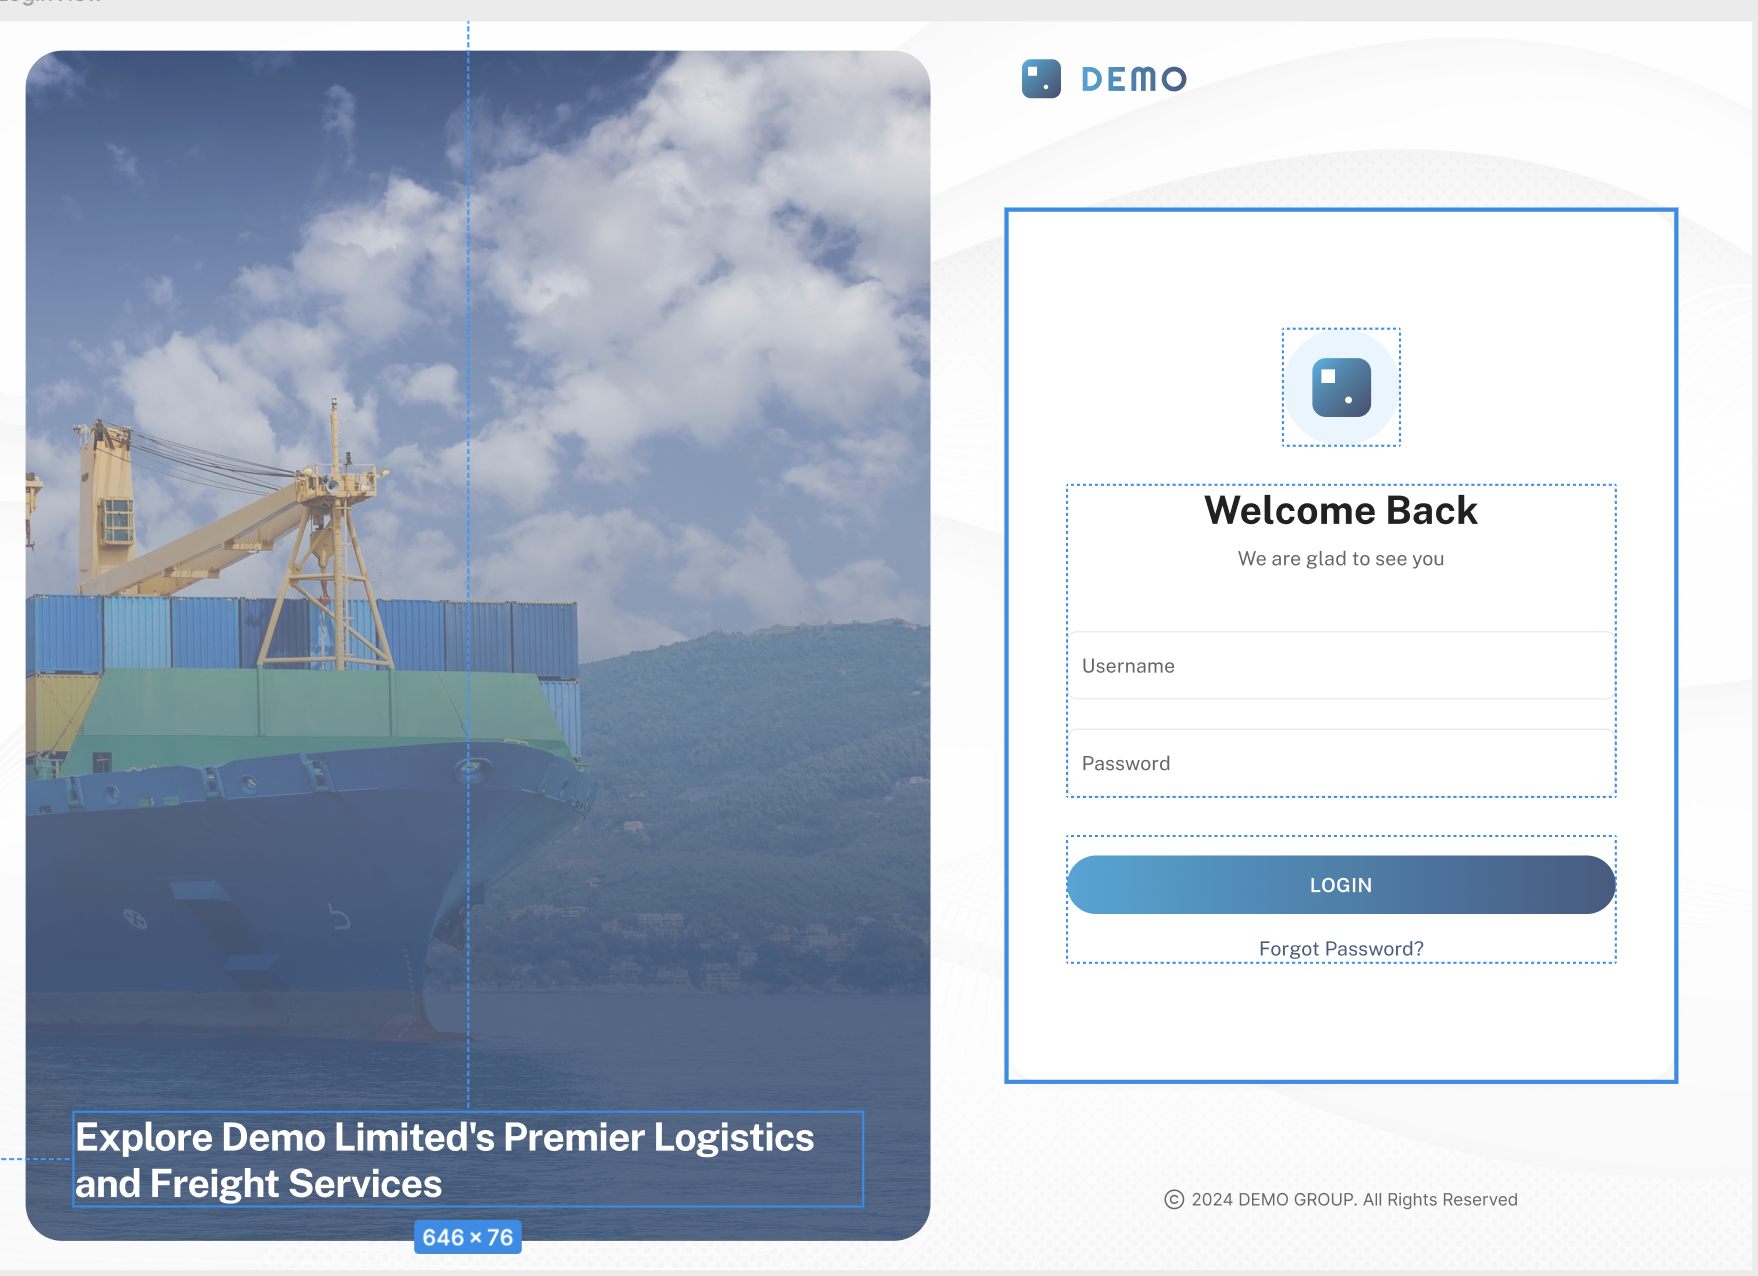 DEMO
Welcome Back
We are glad to see you
Username
Password
LOGIN
Forgot Password?
Explore Demo Limited's Premier Logistics
and Freight Services
646 × 76
© 2024 DEMO GROUP. All Rights Reserved